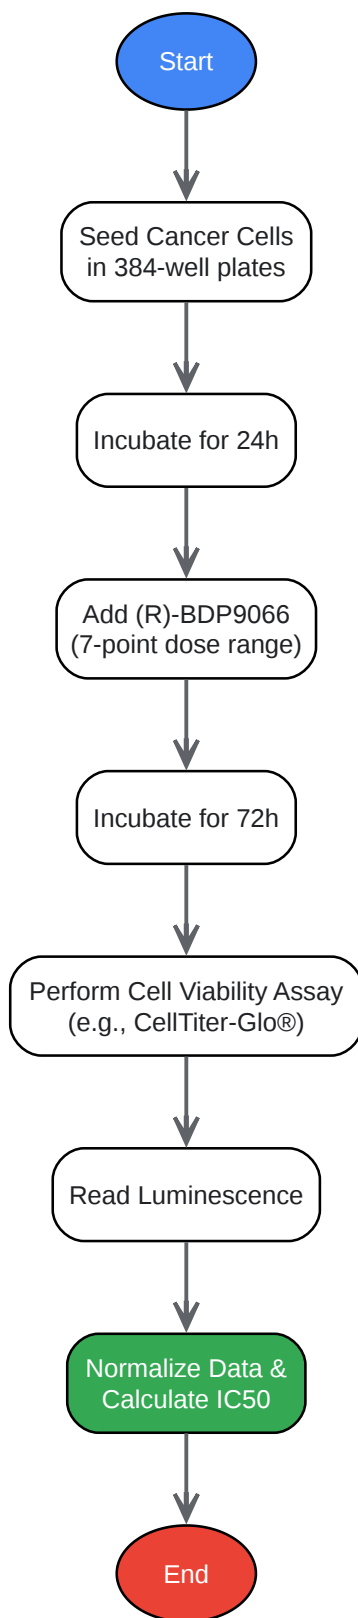 Start
Seed Cancer Cells
in 384-well plates
Incubate for 24h
Add (R)-BDP9066
(7-point dose range)
Incubate for 72h
Perform Cell Viability Assay
(e.g., CellTiter-Glo®)
Read Luminescence
Normalize Data &
Calculate IC50
End